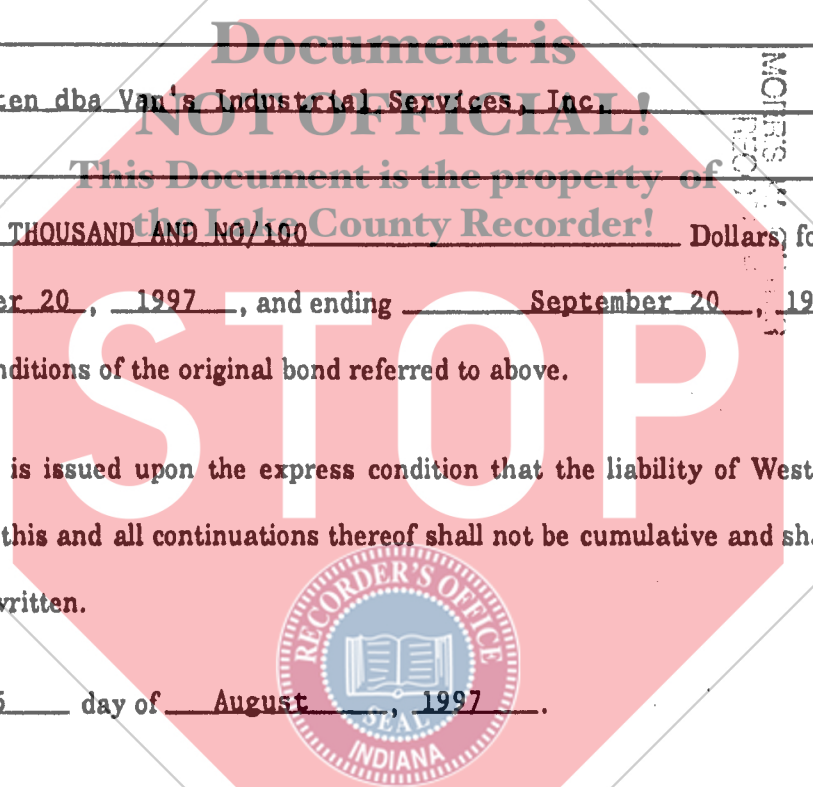 Document is
ten dba Van's Industrial Services, Inc.
NOT OFFICIAL!
This Document is the property of
the Lake County Recorder!
THOUSAND AND NO/100 Dollars, fo
er 20, 1997, and ending September 20, 19
STOP
nditions of the original bond referred to above.
is issued upon the express condition that the liability of West
this and all continuations thereof shall not be cumulative and sha
written.
RECORDER'S OFFICE
day of August, 1997.
SEAL
INDIANA